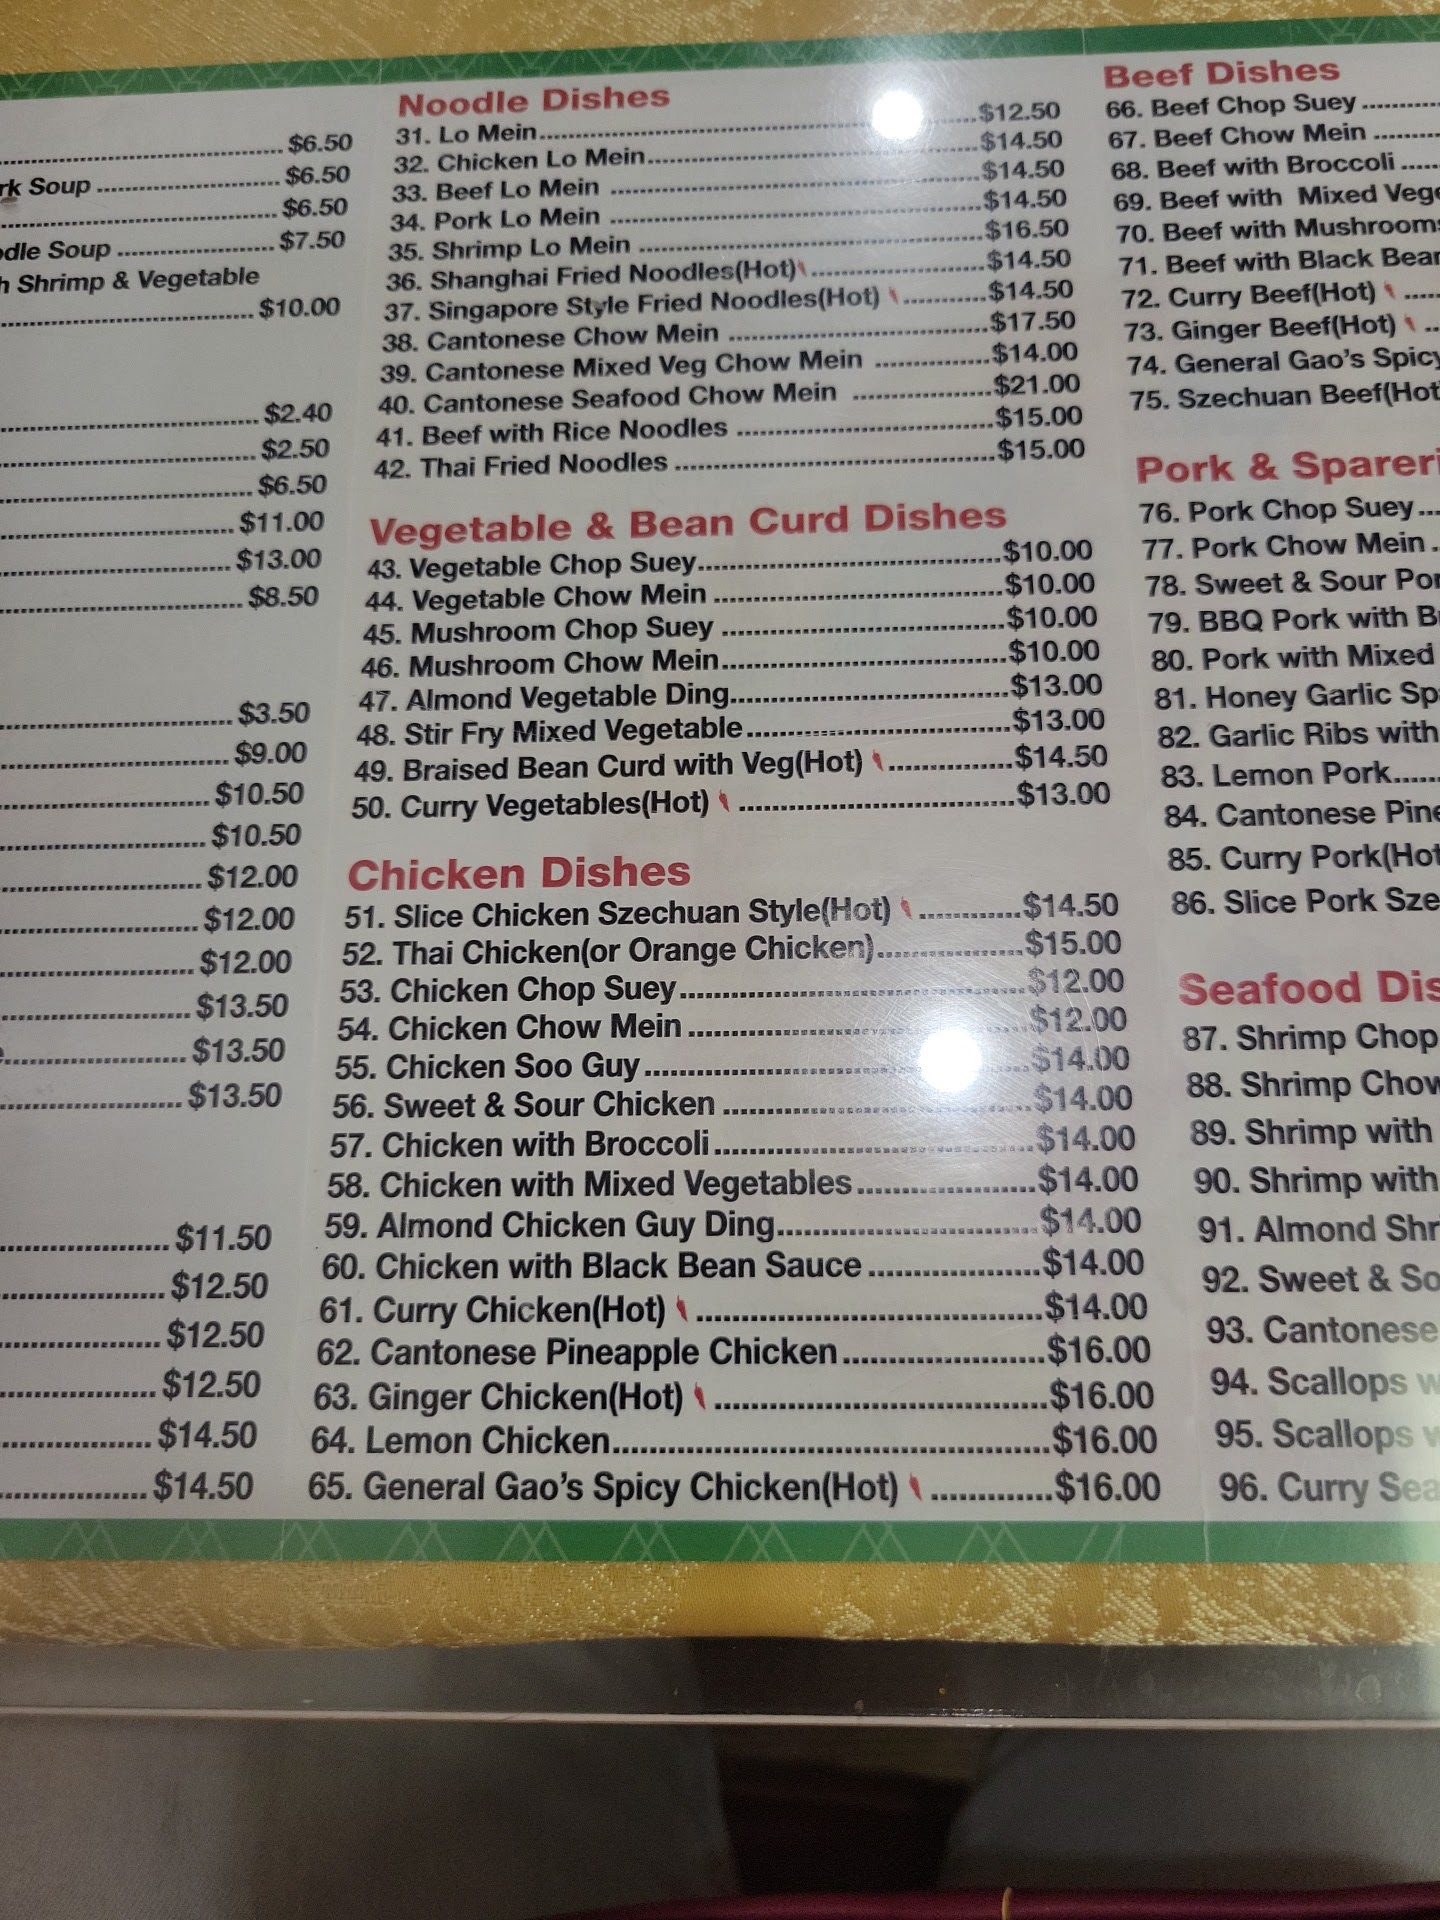 $6.50
rk Soup $6.50
$6.50
odle Soup $7.50
h Shrimp & Vegetable
$10.00
$2.40
$2.50
$6.50
$11.00
$13.00
$8.50
$3.50
$9.00
$10.50
$10.50
$12.00
$12.00
$12.00
$13.50
$13.50
$13.50
$11.50
$12.50
$12.50
$12.50
$14.50
$14.50
Noodle Dishes
31. Lo Mein $12.50
32. Chicken Lo Mein $14.50
33. Beef Lo Mein $14.50
34. Pork Lo Mein $14.50
35. Shrimp Lo Mein $16.50
36. Shanghai Fried Noodles(Hot) $14.50
37. Singapore Style Fried Noodles(Hot) $14.50
38. Cantonese Chow Mein $17.50
39. Cantonese Mixed Veg Chow Mein $14.00
40. Cantonese Seafood Chow Mein $21.00
41. Beef with Rice Noodles $15.00
42. Thai Fried Noodles $15.00
Vegetable & Bean Curd Dishes
43. Vegetable Chop Suey $10.00
44. Vegetable Chow Mein $10.00
45. Mushroom Chop Suey $10.00
46. Mushroom Chow Mein $10.00
47. Almond Vegetable Ding $13.00
48. Stir Fry Mixed Vegetable $13.00
49. Braised Bean Curd with Veg(Hot) $14.50
50. Curry Vegetables(Hot) $13.00
Chicken Dishes
51. Slice Chicken Szechuan Style(Hot) $14.50
52. Thai Chicken(or Orange Chicken) $15.00
53. Chicken Chop Suey $12.00
54. Chicken Chow Mein $12.00
55. Chicken Soo Guy $14.00
56. Sweet & Sour Chicken $14.00
57. Chicken with Broccoli $14.00
58. Chicken with Mixed Vegetables $14.00
59. Almond Chicken Guy Ding $14.00
60. Chicken with Black Bean Sauce $14.00
61. Curry Chicken(Hot) $14.00
62. Cantonese Pineapple Chicken $16.00
63. Ginger Chicken(Hot) $16.00
64. Lemon Chicken $16.00
65. General Gao's Spicy Chicken(Hot) $16.00
Beef Dishes
66. Beef Chop Suey
67. Beef Chow Mein
68. Beef with Broccoli
69. Beef with Mixed Vege
70. Beef with Mushrooms
71. Beef with Black Bean
72. Curry Beef(Hot)
73. Ginger Beef(Hot)
74. General Gao's Spicy
75. Szechuan Beef(Hot
Pork & Spareri
76. Pork Chop Suey
77. Pork Chow Mein
78. Sweet & Sour Por
79. BBQ Pork with B
80. Pork with Mixed
81. Honey Garlic Sp
82. Garlic Ribs with
83. Lemon Pork
84. Cantonese Pine
85. Curry Pork(Hot
86. Slice Pork Sze
Seafood Dis
87. Shrimp Chop
88. Shrimp Chow
89. Shrimp with
90. Shrimp with
91. Almond Shr
92. Sweet & So
93. Cantonese
94. Scallops w
95. Scallops w
96. Curry Sea